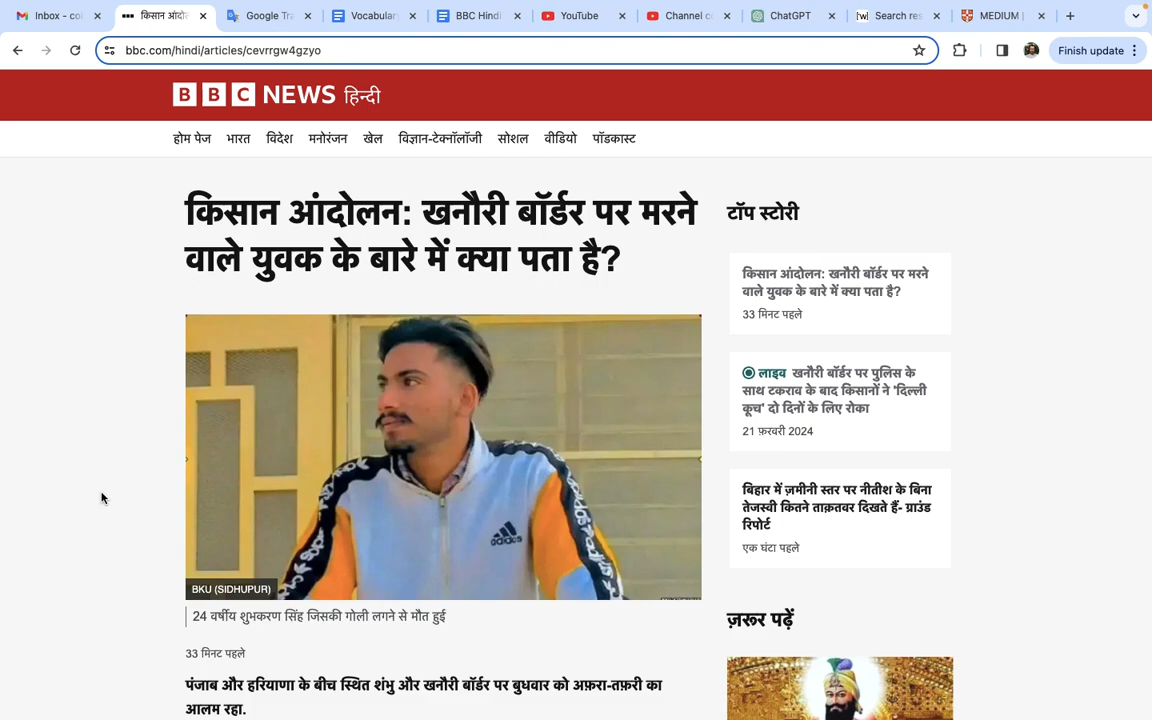 Inbox - co
किसान आंदो
Google Tra
Vocabular
BBC Hindi
YouTube
Channel c
ChatGPT
Search res
MEDIUM |
bbc.com/hindi/articles/cevrrgw4gzyo
Finish update
BBC NEWS हिन्दी
होम पेज भारत विदेश मनोरंजन खेल विज्ञान-टेक्नॉलॉजी सोशल वीडियो पॉडकास्ट
किसान आंदोलन: खनौरी बॉर्डर पर मरने
वाले युवक के बारे में क्या पता है?
adidas
BKU (SIDHUPUR)
24 वर्षीय शुभकरण सिंह जिसकी गोली लगने से मौत हुई
33 मिनट पहले
पंजाब और हरियाणा के बीच स्थित शंभु और खनौरी बॉर्डर पर बुधवार को अफ़रा-तफ़री का
आलम रहा.
टॉप स्टोरी
किसान आंदोलन: खनौरी बॉर्डर पर मरने
वाले युवक के बारे में क्या पता है?
33 मिनट पहले
लाइव खनौरी बॉर्डर पर पुलिस के
साथ टकराव के बाद किसानों ने 'दिल्ली
कूच' दो दिनों के लिए रोका
21 फ़रवरी 2024
बिहार में ज़मीनी स्तर पर नीतीश के बिना
तेजस्वी कितने ताक़तवर दिखते हैं- ग्राउंड
रिपोर्ट
एक घंटा पहले
ज़रूर पढ़ें